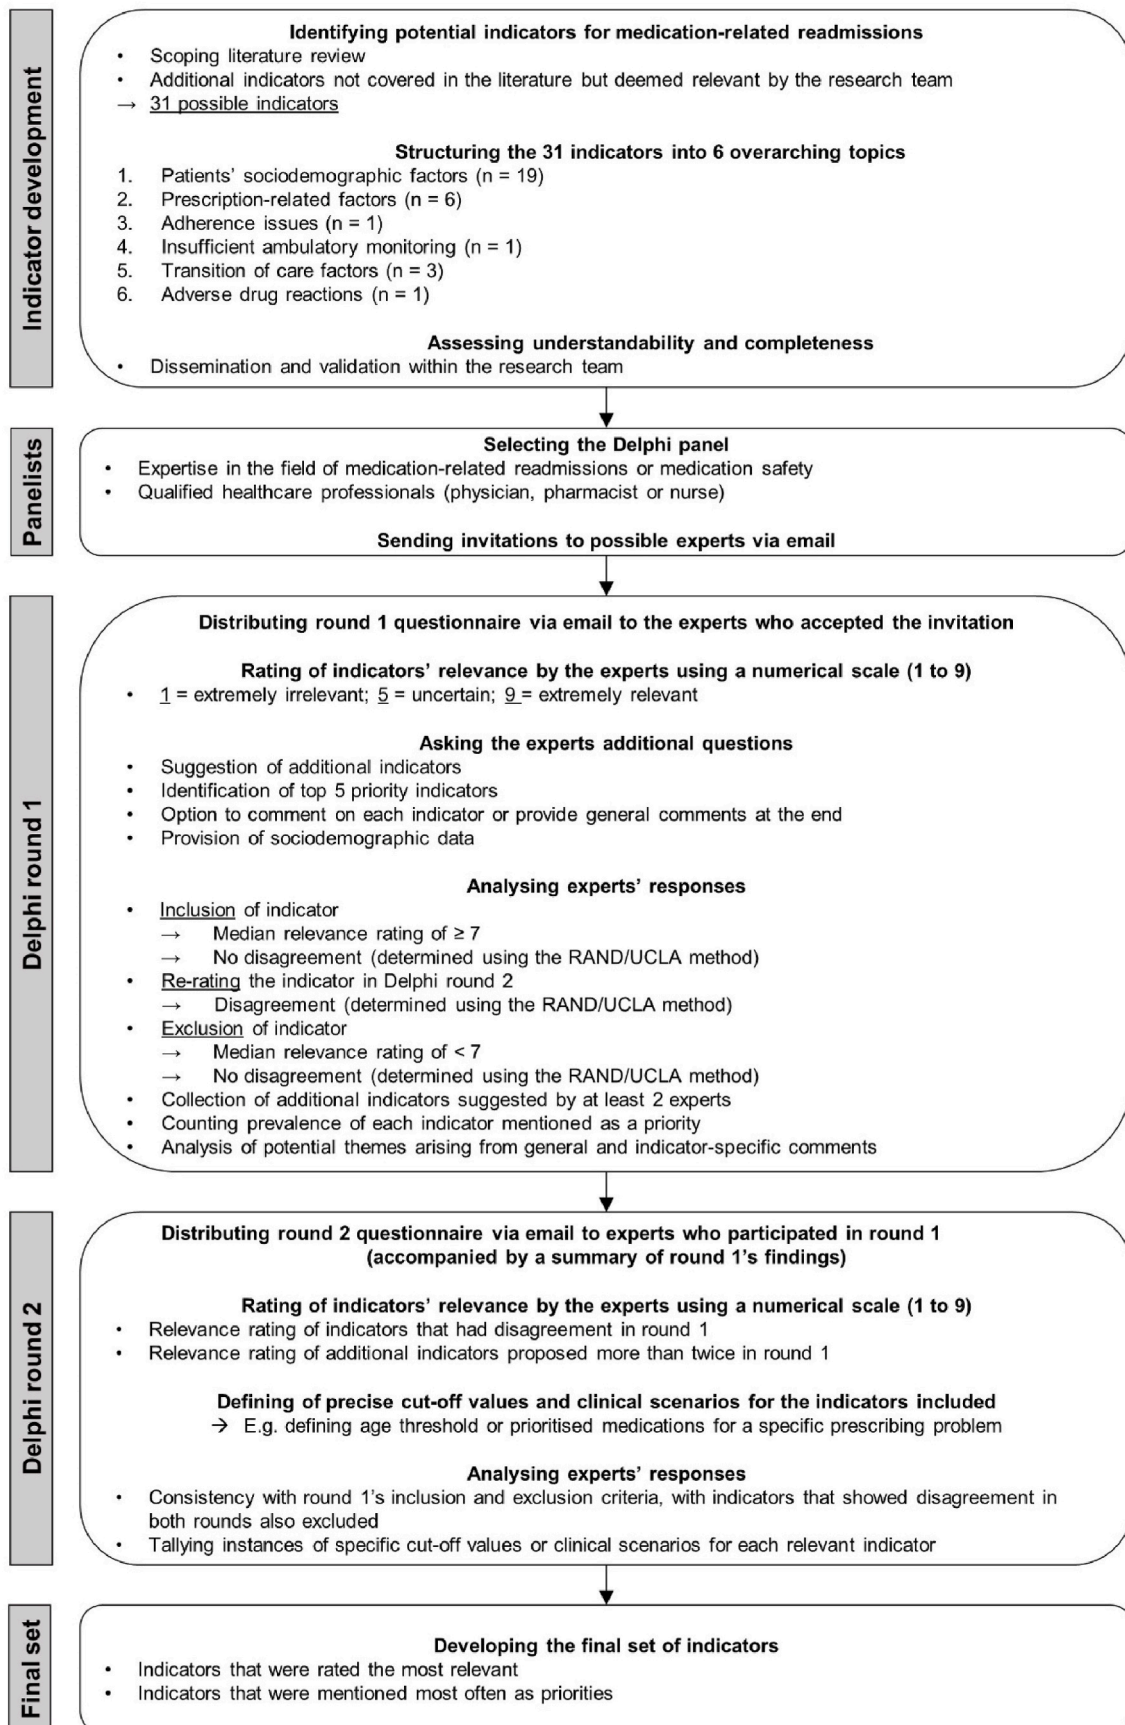 Indicator development
Identifying potential indicators for medication-related readmissions
• Scoping literature review
• Additional indicators not covered in the literature but deemed relevant by the research team
→ 31 possible indicators
Structuring the 31 indicators into 6 overarching topics
1. Patients' sociodemographic factors (n = 19)
2. Prescription-related factors (n = 6)
3. Adherence issues (n = 1)
4. Insufficient ambulatory monitoring (n = 1)
5. Transition of care factors (n = 3)
6. Adverse drug reactions (n = 1)
Assessing understandability and completeness
• Dissemination and validation within the research team
Panelists
Selecting the Delphi panel
• Expertise in the field of medication-related readmissions or medication safety
• Qualified healthcare professionals (physician, pharmacist or nurse)
Sending invitations to possible experts via email
Delphi round 1
Distributing round 1 questionnaire via email to the experts who accepted the invitation
Rating of indicators' relevance by the experts using a numerical scale (1 to 9)
• 1 = extremely irrelevant; 5 = uncertain; 9 = extremely relevant
Asking the experts additional questions
• Suggestion of additional indicators
• Identification of top 5 priority indicators
• Option to comment on each indicator or provide general comments at the end
• Provision of sociodemographic data
Analysing experts' responses
• Inclusion of indicator
→ Median relevance rating of ≥ 7
→ No disagreement (determined using the RAND/UCLA method)
• Re-rating the indicator in Delphi round 2
→ Disagreement (determined using the RAND/UCLA method)
• Exclusion of indicator
→ Median relevance rating of < 7
→ No disagreement (determined using the RAND/UCLA method)
• Collection of additional indicators suggested by at least 2 experts
• Counting prevalence of each indicator mentioned as a priority
• Analysis of potential themes arising from general and indicator-specific comments
Delphi round 2
Distributing round 2 questionnaire via email to experts who participated in round 1
(accompanied by a summary of round 1's findings)
Rating of indicators' relevance by the experts using a numerical scale (1 to 9)
• Relevance rating of indicators that had disagreement in round 1
• Relevance rating of additional indicators proposed more than twice in round 1
Defining of precise cut-off values and clinical scenarios for the indicators included
→ E.g. defining age threshold or prioritised medications for a specific prescribing problem
Analysing experts' responses
• Consistency with round 1's inclusion and exclusion criteria, with indicators that showed disagreement in
both rounds also excluded
• Tallying instances of specific cut-off values or clinical scenarios for each relevant indicator
Final set
Developing the final set of indicators
• Indicators that were rated the most relevant
• Indicators that were mentioned most often as priorities